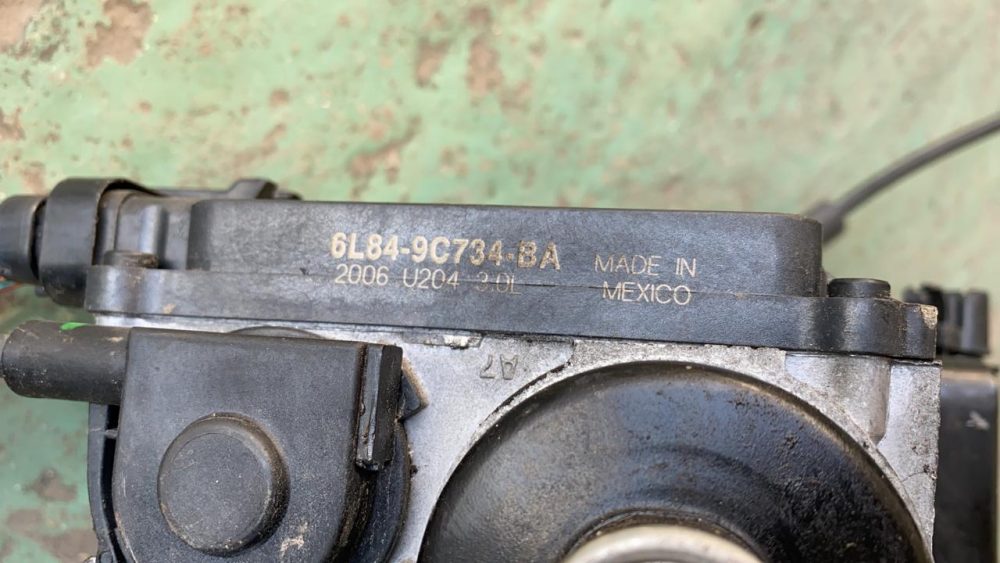 6L84-9C734-BA
2006 U204 3.0L
MADE IN
MEXICO
A7